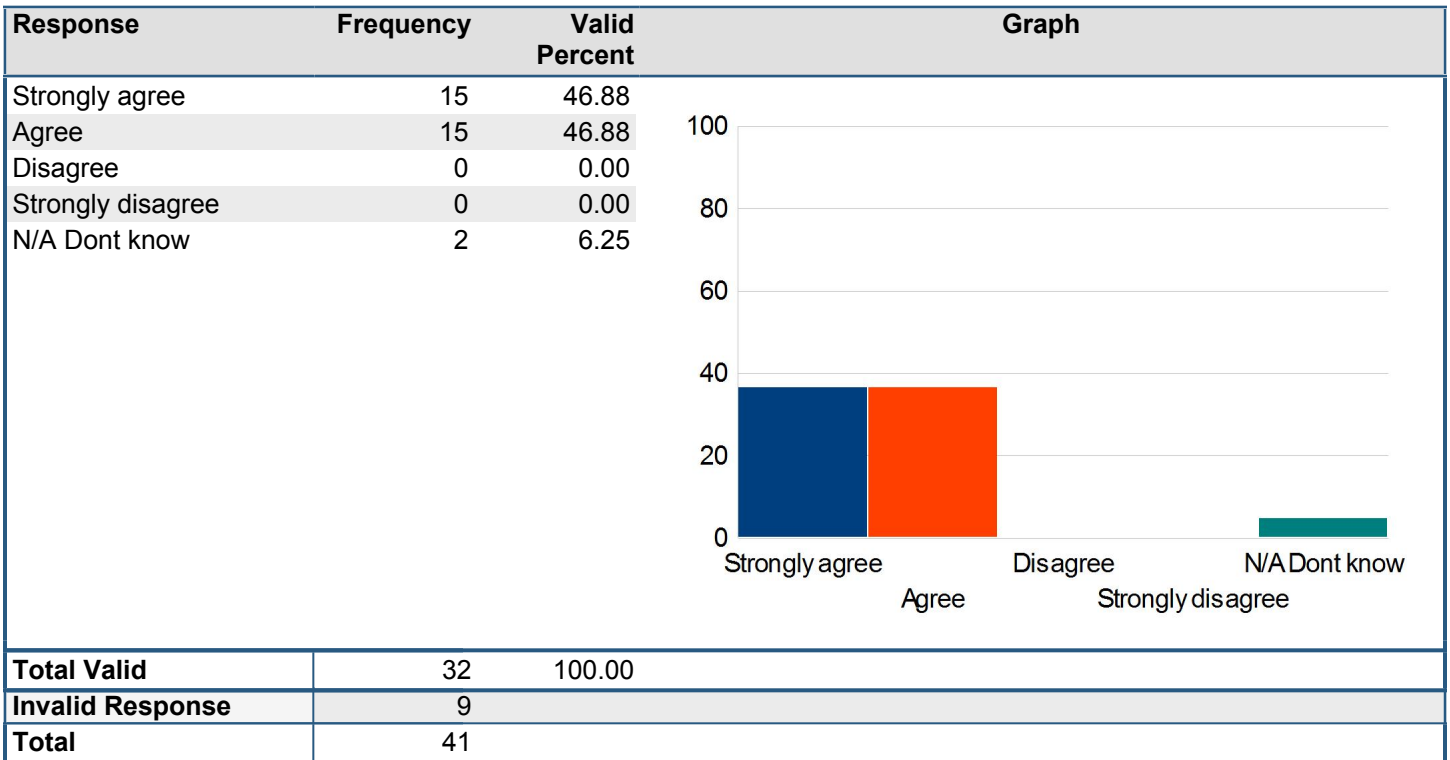 Response Frequency Valid Percent Graph
Strongly agree 15 46.88
Agree 15 46.88
Disagree 0 0.00
Strongly disagree 0 0.00
N/A Dont know 2 6.25
100
80
60
40
20
0
Strongly agree Disagree N/A Dont know
Agree Strongly disagree
Total Valid 32 100.00
Invalid Response 9
Total 41